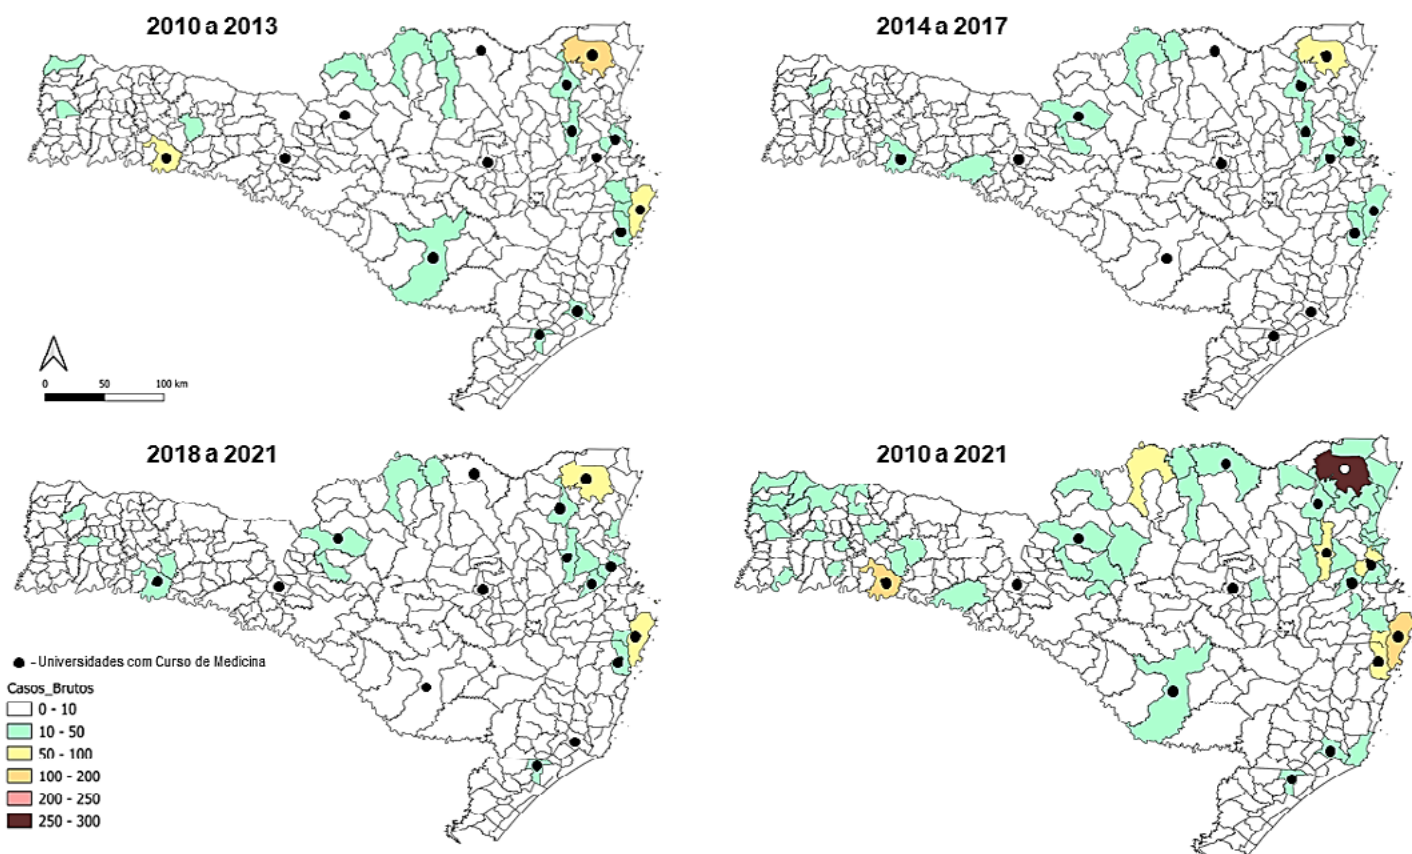 2010 a 2013
2014 a 2017
0 50 100 km
2018 a 2021
2010 a 2021
- Universidades com Curso de Medicina
Casos_Brutos
0 - 10
10 - 50
50 - 100
100 - 200
200 - 250
250 - 300